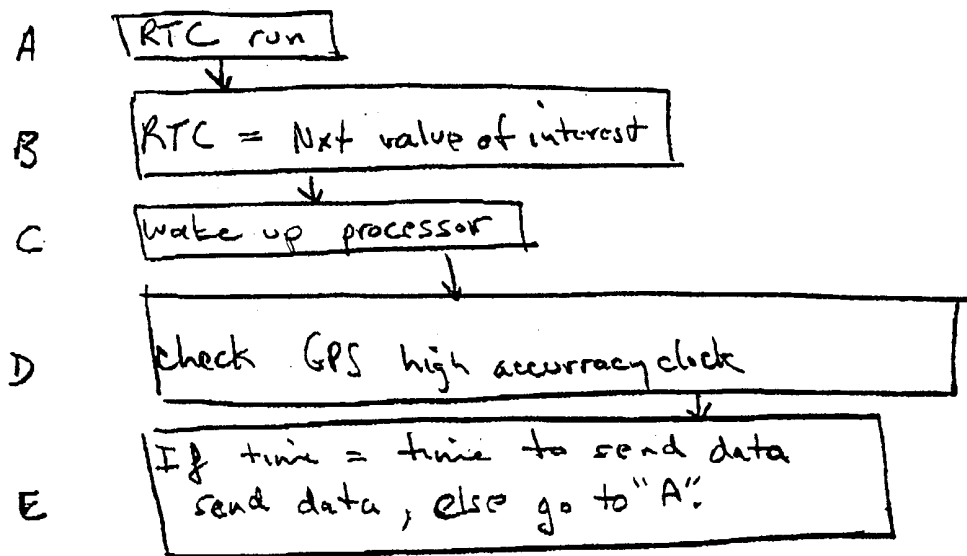 A RTC run
B RTC = Nxt value of interest
C wake up processor
D check GPS high accurracy clock
E If time = time to send data
send data, else go to "A".